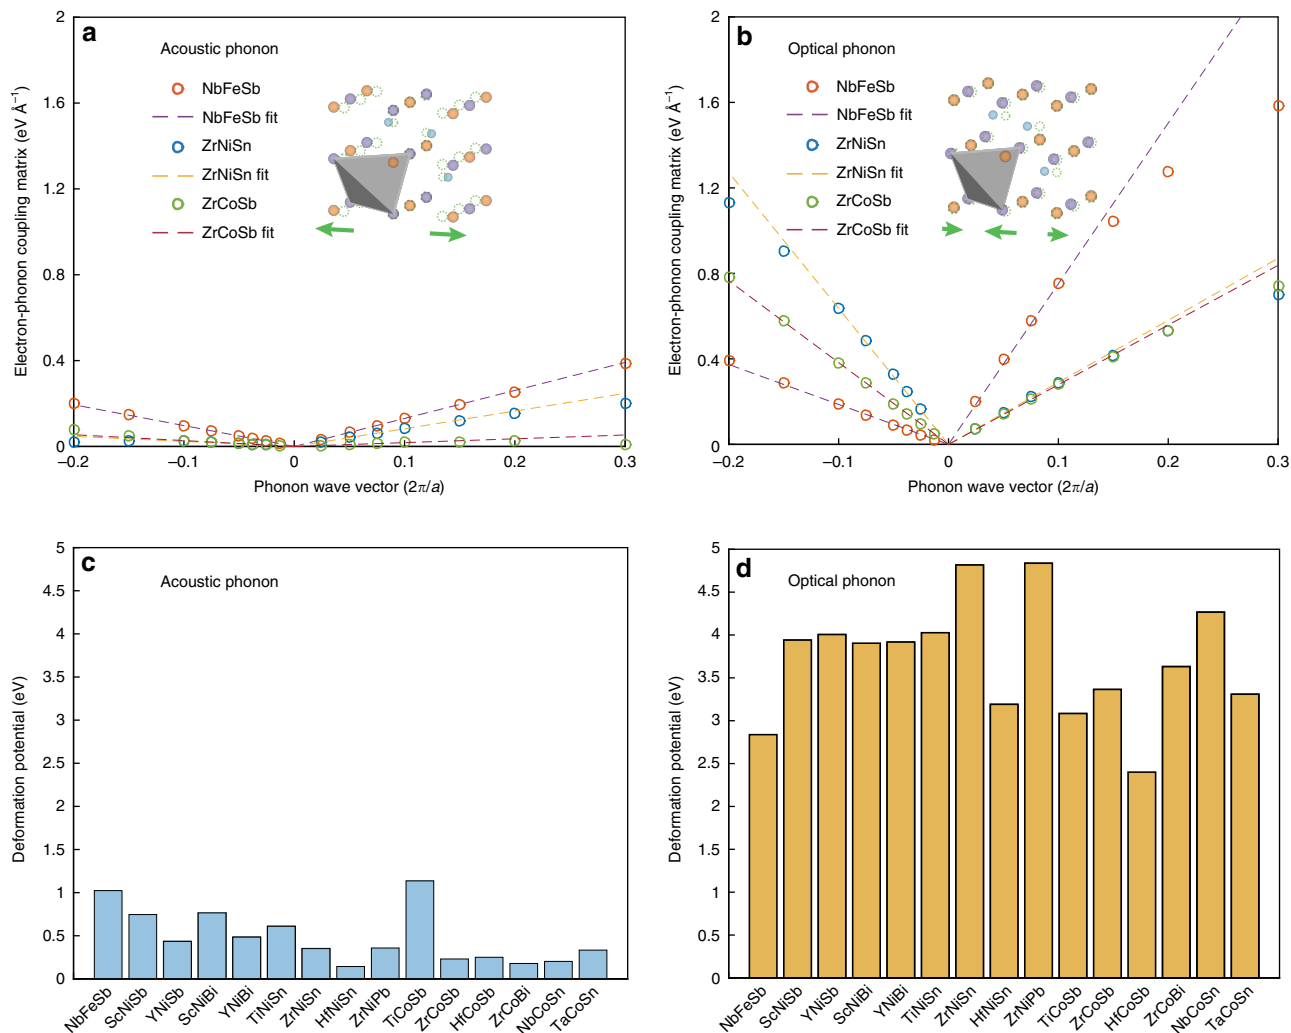 a
Acoustic phonon
NbFeSb
NbFeSb fit
ZrNiSn
ZrNiSn fit
ZrCoSb
ZrCoSb fit
Electron-phonon coupling matrix (eV Å⁻¹)
2
1.6
1.2
0.8
0.4
0
−0.2
−0.1
0
0.1
0.2
0.3
Phonon wave vector (2π/a)
b
Optical phonon
NbFeSb
NbFeSb fit
ZrNiSn
ZrNiSn fit
ZrCoSb
ZrCoSb fit
Electron-phonon coupling matrix (eV Å⁻¹)
2
1.6
1.2
0.8
0.4
0
−0.2
−0.1
0
0.1
0.2
0.3
Phonon wave vector (2π/a)
c
Acoustic phonon
Deformation potential (eV)
5
4.5
4
3.5
3
2.5
2
1.5
1
0.5
0
NbFeSb
ScNiSb
YNiSb
ScNiBi
YNiBi
TiNiSn
ZrNiSn
HfNiSn
ZrNiPb
TiCoSb
ZrCoSb
HfCoSb
ZrCoBi
NbCoSn
TaCoSn
d
Optical phonon
Deformation potential (eV)
5
4.5
4
3.5
3
2.5
2
1.5
1
0.5
0
NbFeSb
ScNiSb
YNiSb
ScNiBi
YNiBi
TiNiSn
ZrNiSn
HfNiSn
ZrNiPb
TiCoSb
ZrCoSb
HfCoSb
ZrCoBi
NbCoSn
TaCoSn